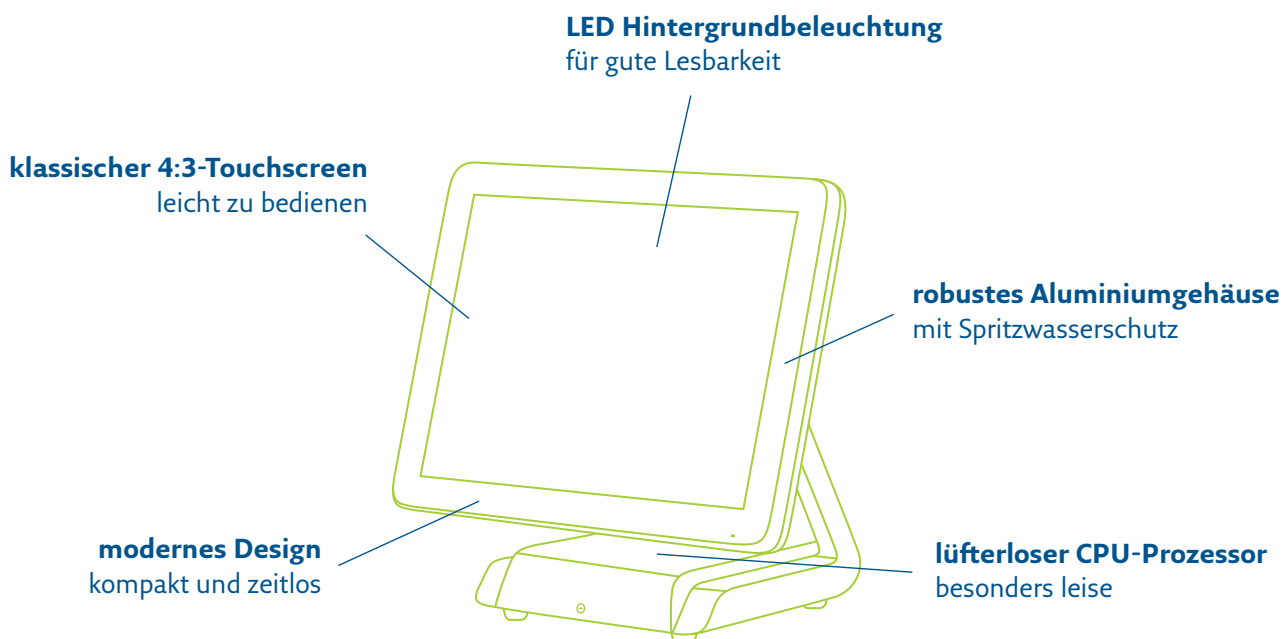 LED Hintergrundbeleuchtung
für gute Lesbarkeit
klassischer 4:3-Touchscreen
leicht zu bedienen
robustes Aluminiumgehäuse
mit Spritzwasserschutz
modernes Design
kompakt und zeitlos
lüfterloser CPU-Prozessor
besonders leise